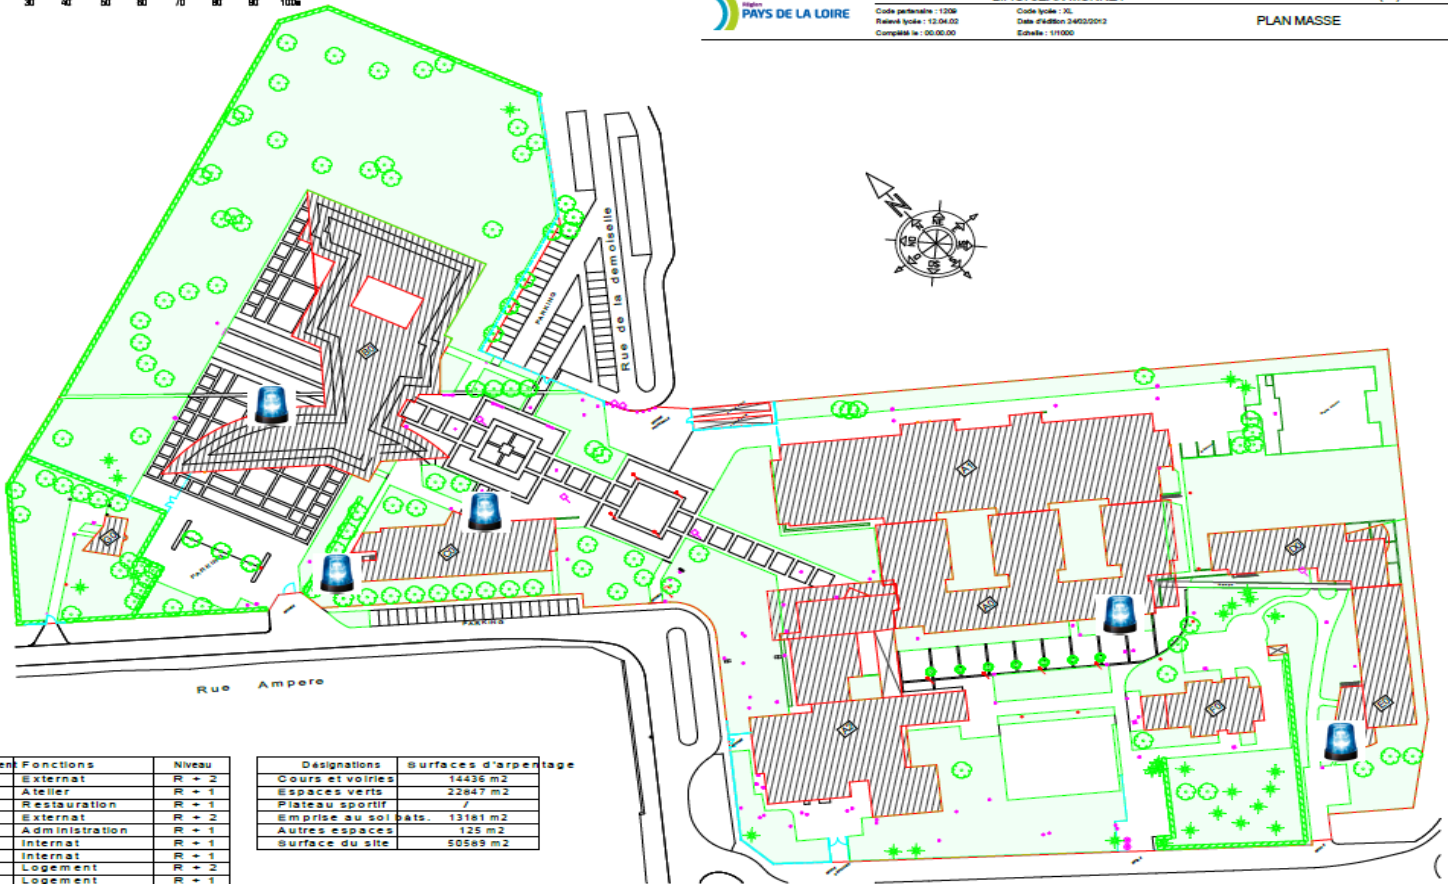 30 40 50 60 70 80 90 100m
Région
PAYS DE LA LOIRE
Code partenaire : 1209
Relevé lycée : 12.04.02
Complété le : 00.00.00
Code lycée : XL
Date d'édition 24/02/2012
Echelle : 1/1000
PLAN MASSE
N
NE
Rue de la demoiselle
PARKING
PARKING
PARKING
Rue Ampere
Fonctions Niveau
Externat R + 2
Atelier R + 1
Restauration R + 1
Externat R + 2
Administration R + 1
Internat R + 1
Internat R + 1
Logement R + 2
Logement R + 1
Désignations Surfaces d'arpentage
Cours et voiries 14436 m2
Espaces verts 22847 m2
Plateau sportif /
Emprise au sol bats. 13181 m2
Autres espaces 125 m2
Surface du site 50589 m2